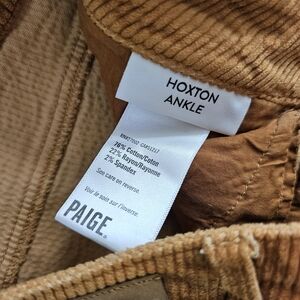 HOXTON
ANKLE
76% Cotton/Coton
22% Rayon/Rayonne
2% Spandex
See care on reverse.
Voir le soin sur l'inverse.
PAIGE